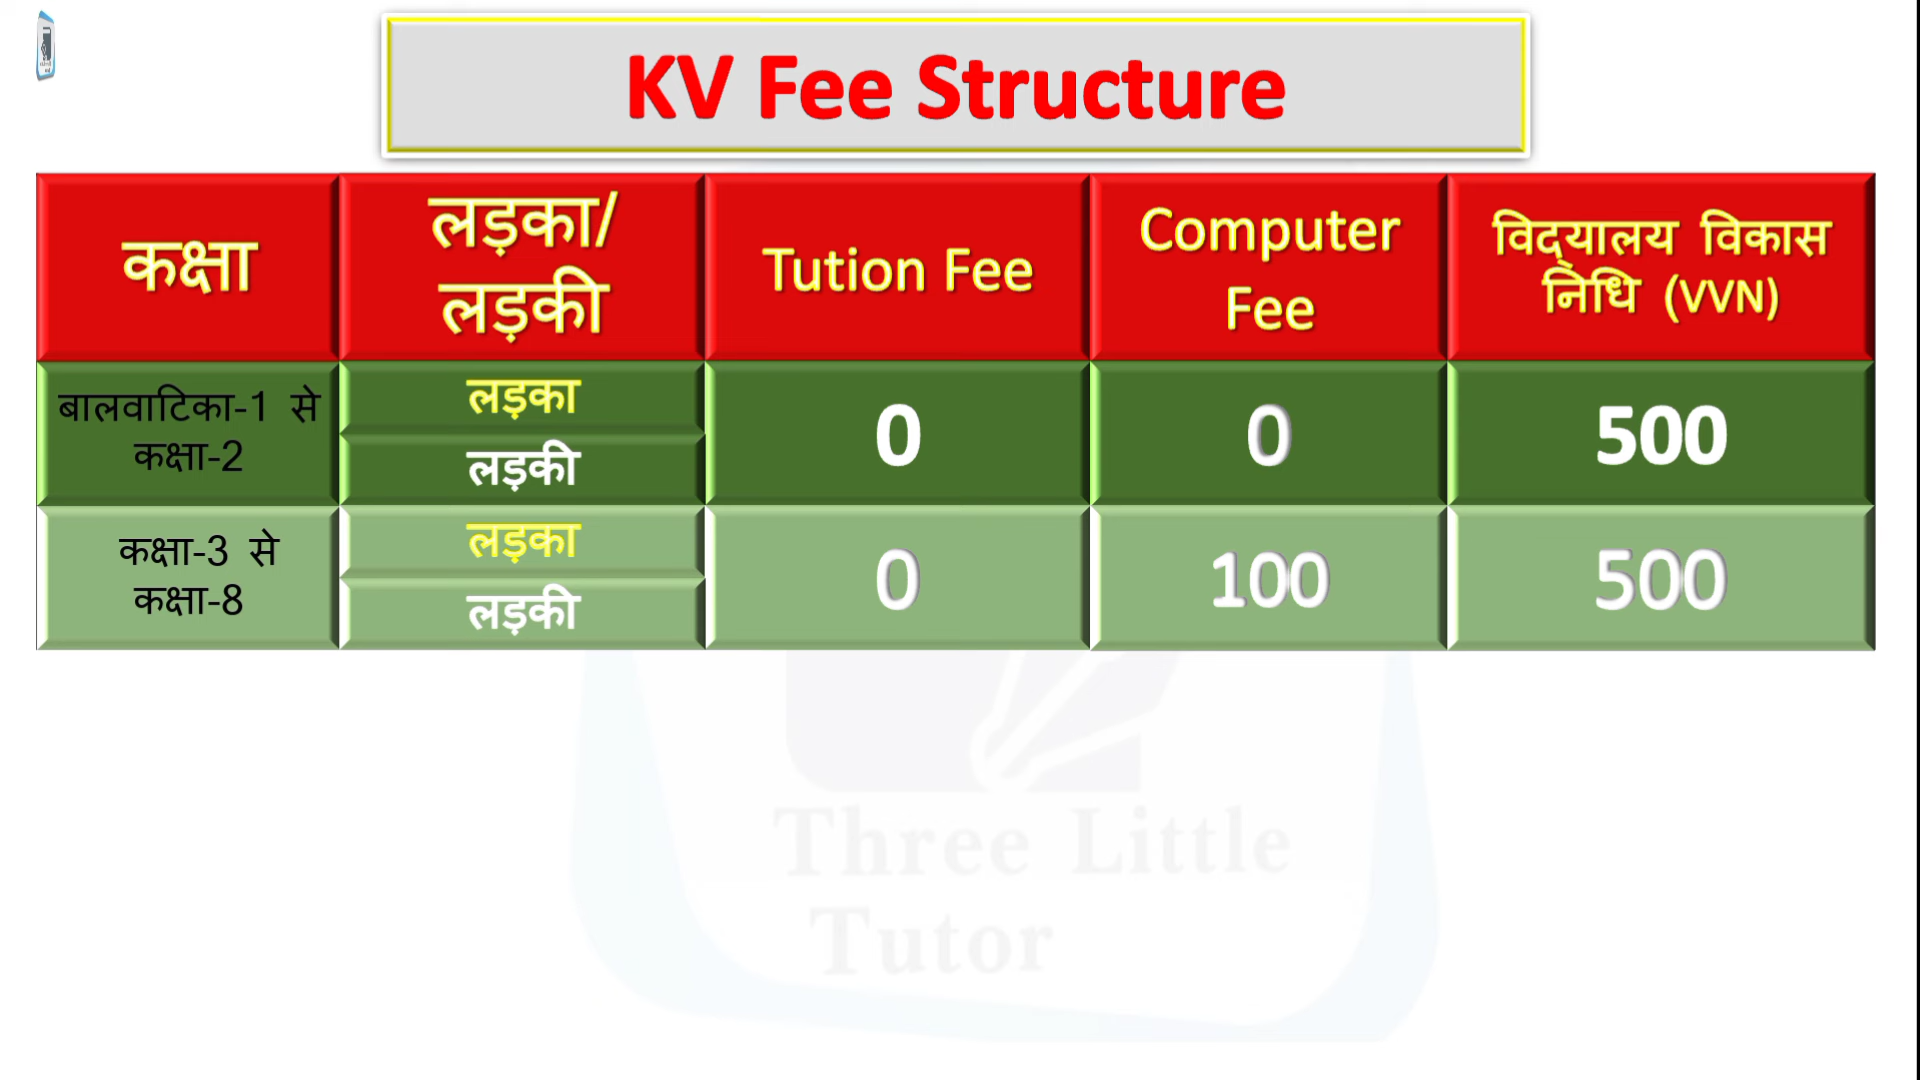 KV Fee Structure
कक्षा
लड़का/
लड़की
Tution Fee
Computer
Fee
विद्यालय विकास
निधि (VVN)
बालवाटिका-1 से
कक्षा-2
लड़का
लड़की
0
0
500
कक्षा-3 से
कक्षा-8
लड़का
लड़की
0
100
500
Three Little
Tutor